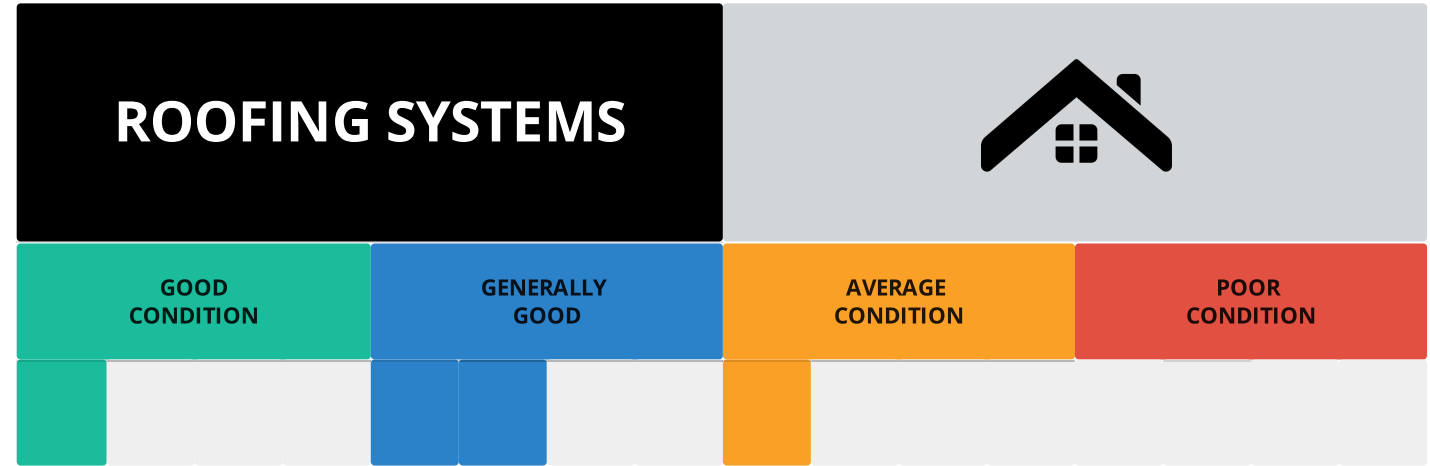 ROOFING SYSTEMS
GOOD
CONDITION
GENERALLY
GOOD
AVERAGE
CONDITION
POOR
CONDITION